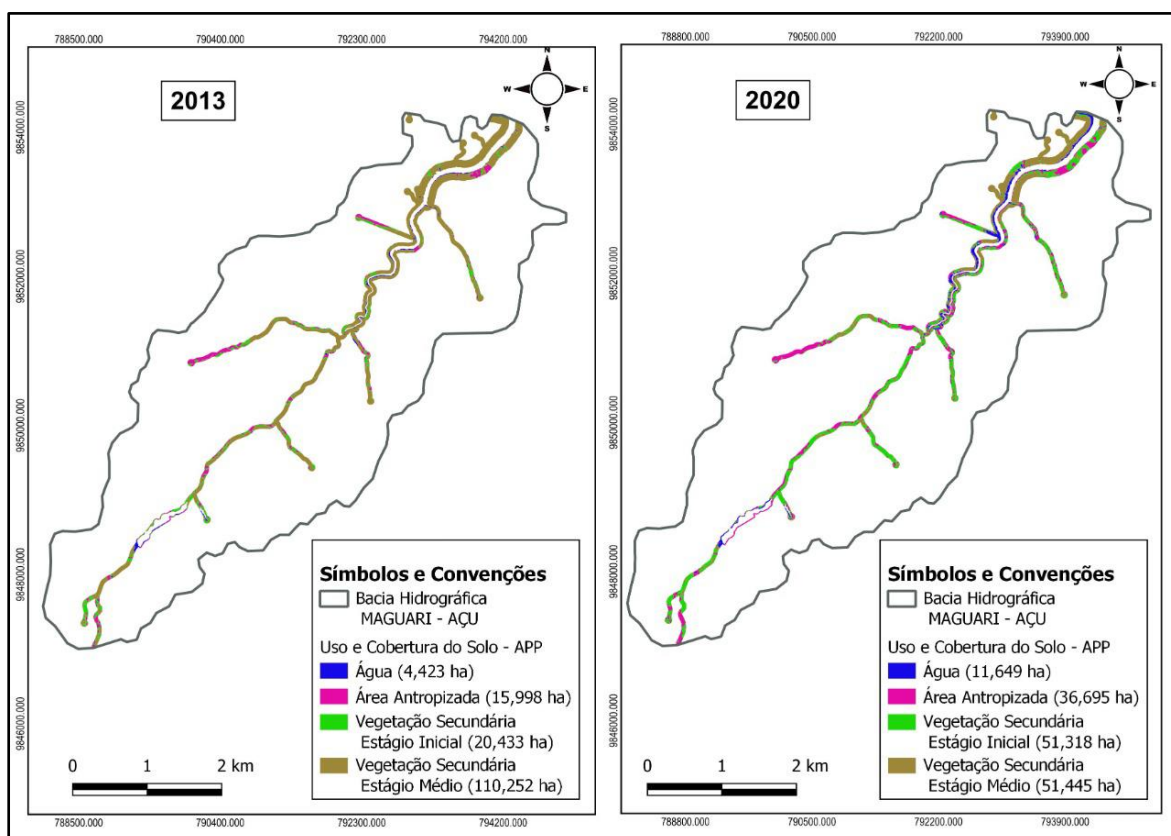 788500.000 790400.000 792300.000 794200.000
2013
N
W E
S
9854000.000
9852000.000
9850000.000
9848000.000
9846000.000
Símbolos e Convenções
Bacia Hidrográfica
MAGUARI - AÇU
Uso e Cobertura do Solo - APP
Água (4,423 ha)
Área Antropizada (15,998 ha)
Vegetação Secundária
Estágio Inicial (20,433 ha)
Vegetação Secundária
Estágio Médio (110,252 ha)
0 1 2 km
788500.000 790400.000 792300.000 794200.000
788800.000 790500.000 792200.000 793900.000
2020
N
W E
S
9854000.000
9852000.000
9850000.000
9848000.000
9846000.000
Símbolos e Convenções
Bacia Hidrográfica
MAGUARI - AÇU
Uso e Cobertura do Solo - APP
Água (11,649 ha)
Área Antropizada (36,695 ha)
Vegetação Secundária
Estágio Inicial (51,318 ha)
Vegetação Secundária
Estágio Médio (51,445 ha)
0 1 2 km
788800.000 790500.000 792200.000 793900.000